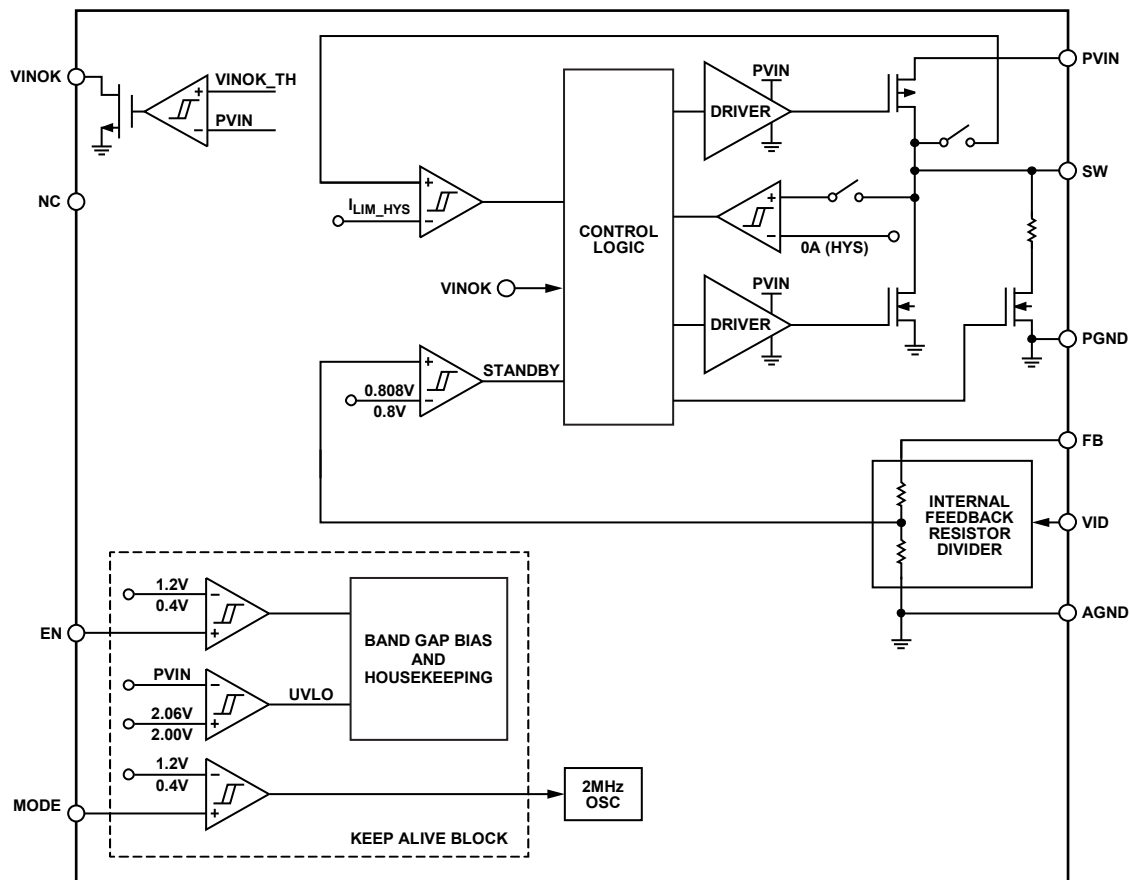 VINOK
VINOK_TH
PVIN
NC
ILIM_HYS
VINOK
0.808V
0.8V
STANDBY
CONTROL
LOGIC
DRIVER
PVIN
0A (HYS)
DRIVER
PVIN
PVIN
SW
PGND
FB
INTERNAL
FEEDBACK
RESISTOR
DIVIDER
VID
AGND
EN
1.2V
0.4V
PVIN
2.06V
2.00V
UVLO
BAND GAP BIAS
AND
HOUSEKEEPING
MODE
1.2V
0.4V
KEEP ALIVE BLOCK
2MHz
OSC